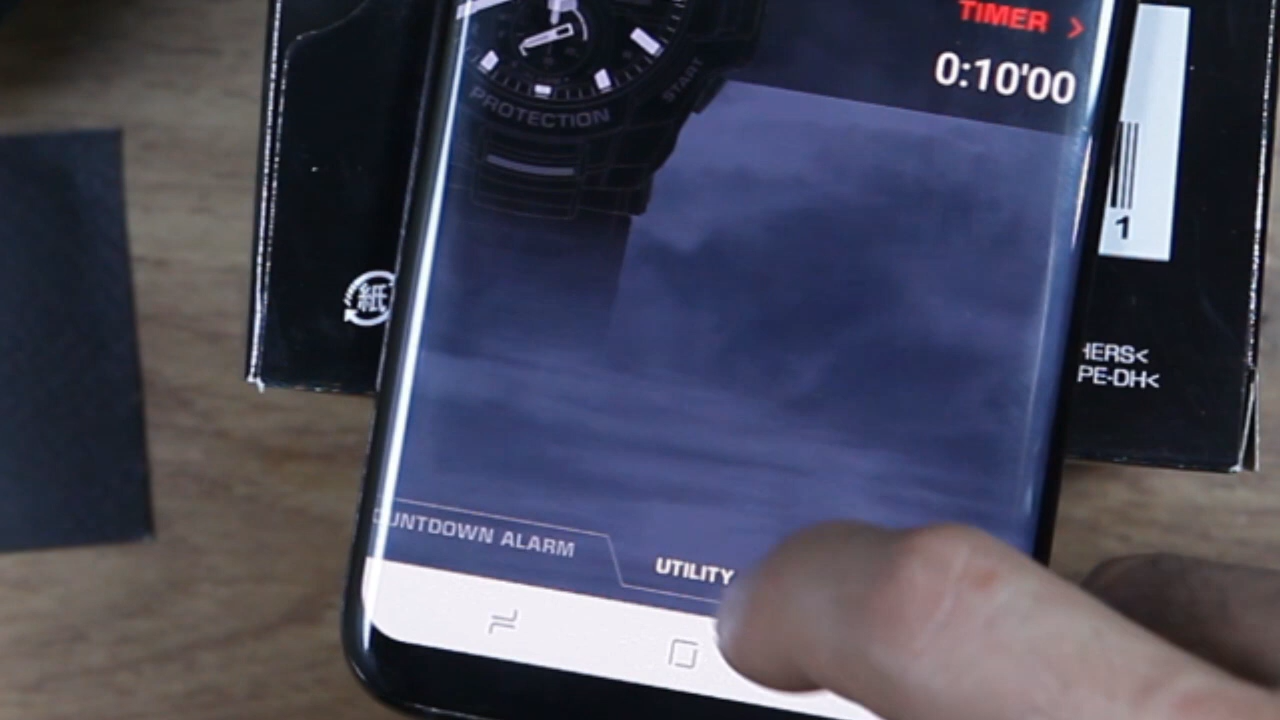 TIMER >
0:10'00
START
PROTECTION
1
紙
HERS<
PE-DH<
UNTDOWN ALARM
UTILITY